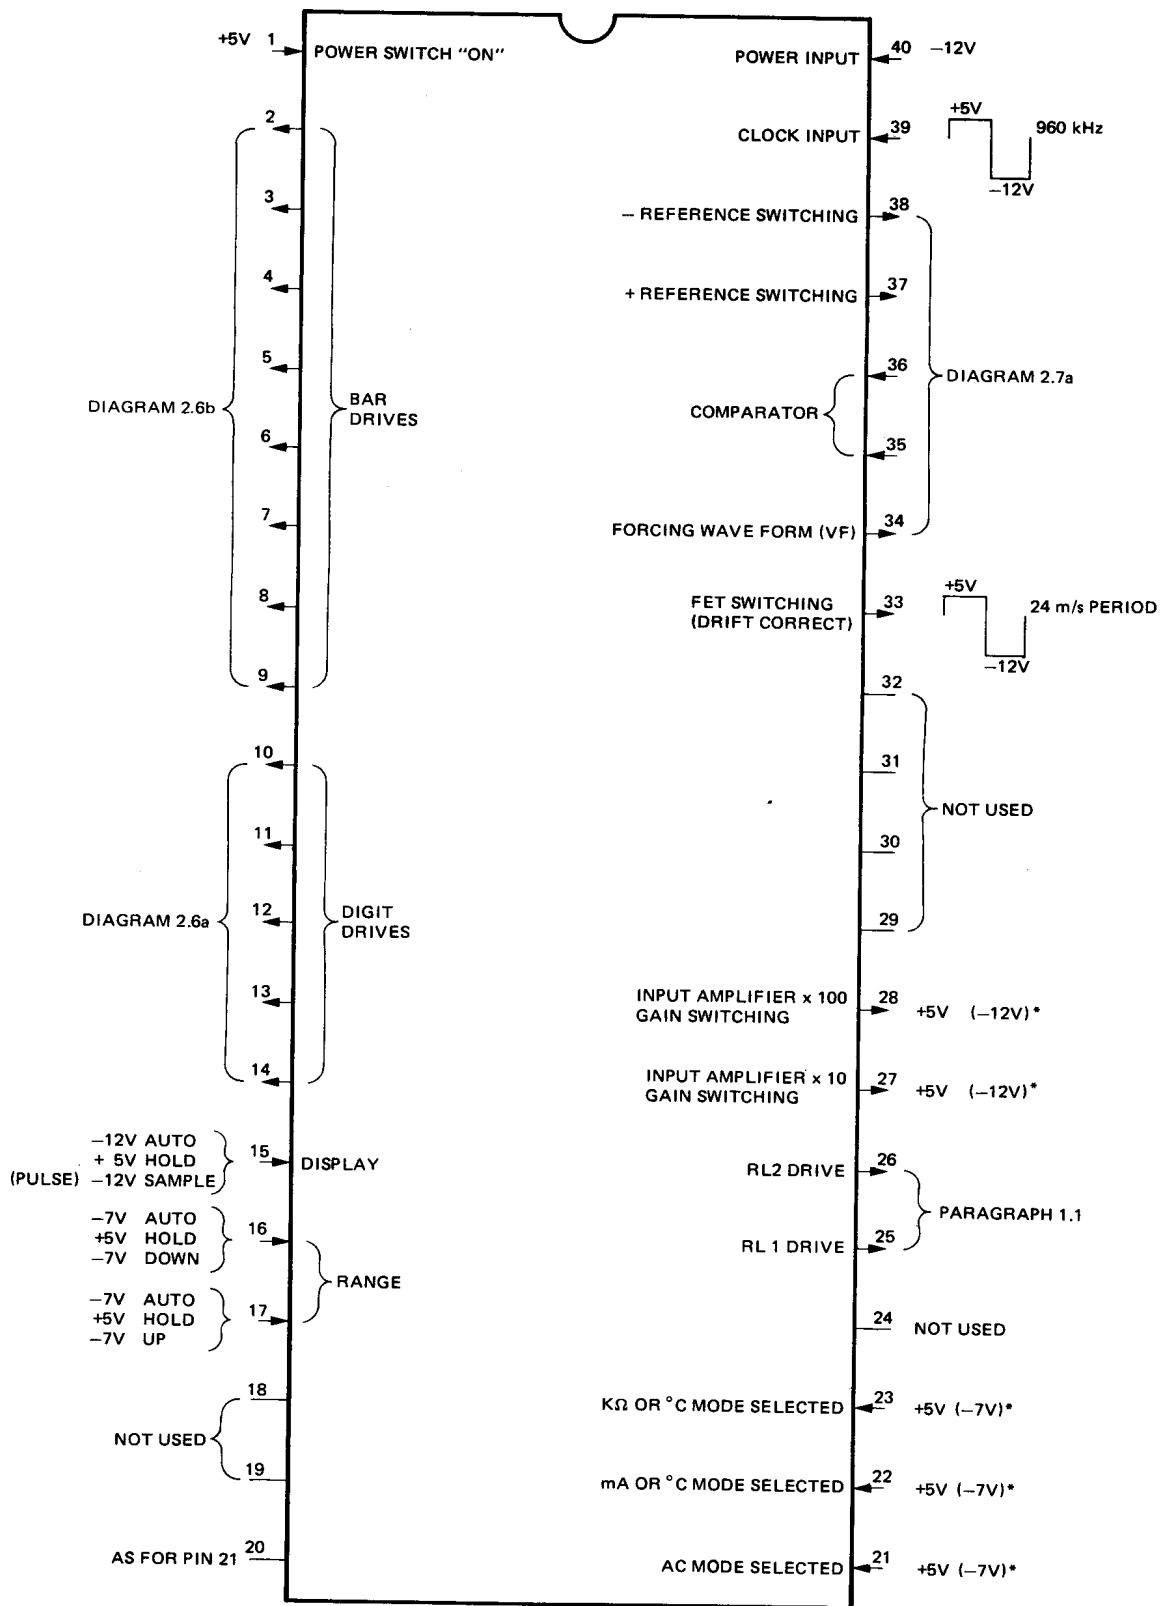 +5V 1 POWER SWITCH "ON"
2
3
4
5
6
7
8
9
DIAGRAM 2.6b
BAR
DRIVES
10
11
12
13
14
DIAGRAM 2.6a
DIGIT
DRIVES
−12V AUTO
+ 5V HOLD
(PULSE) −12V SAMPLE
15 DISPLAY
−7V AUTO
+5V HOLD
−7V DOWN
16
−7V AUTO
+5V HOLD
−7V UP
17
RANGE
18
NOT USED
19
AS FOR PIN 21 20
POWER INPUT 40 −12V
CLOCK INPUT 39
+5V
960 kHz
−12V
− REFERENCE SWITCHING 38
+ REFERENCE SWITCHING 37
36
COMPARATOR
35
DIAGRAM 2.7a
FORCING WAVE FORM (VF) 34
FET SWITCHING
(DRIFT CORRECT)
33
+5V
24 m/s PERIOD
−12V
32
31
NOT USED
30
29
INPUT AMPLIFIER x 100
GAIN SWITCHING
28 +5V (−12V)*
INPUT AMPLIFIER x 10
GAIN SWITCHING
27 +5V (−12V)*
RL2 DRIVE 26
PARAGRAPH 1.1
RL 1 DRIVE 25
24 NOT USED
KΩ OR °C MODE SELECTED 23 +5V (−7V)*
mA OR °C MODE SELECTED 22 +5V (−7V)*
AC MODE SELECTED 21 +5V (−7V)*